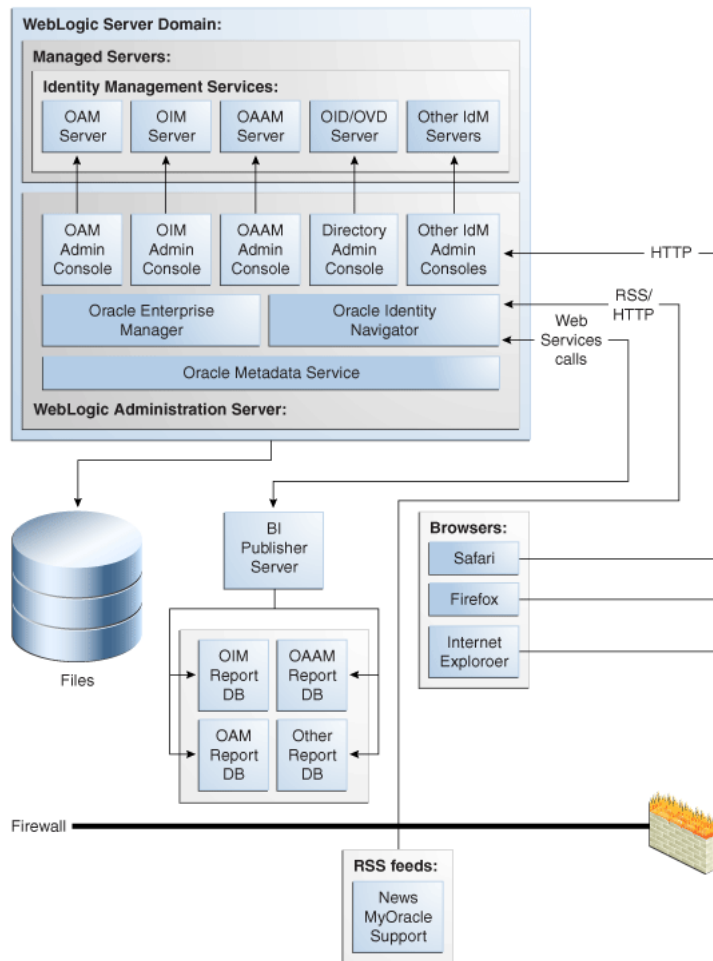 WebLogic Server Domain:
Managed Servers:
Identity Management Services:
OAM
Server
OIM
Server
OAAM
Server
OID/OVD
Server
Other IdM
Servers
OAM
Admin
Console
OIM
Admin
Console
OAAM
Admin
Console
Directory
Admin
Console
Other IdM
Admin
Consoles
HTTP
RSS/
HTTP
Web
Services
calls
Oracle Enterprise
Manager
Oracle Identity
Navigator
Oracle Metadata Service
WebLogic Administration Server:
Files
BI
Publisher
Server
OIM
Report
DB
OAAM
Report
DB
OAM
Report
DB
Other
Report
DB
Browsers:
Safari
Firefox
Internet
Exploroer
Firewall
RSS feeds:
News
MyOracle
Support